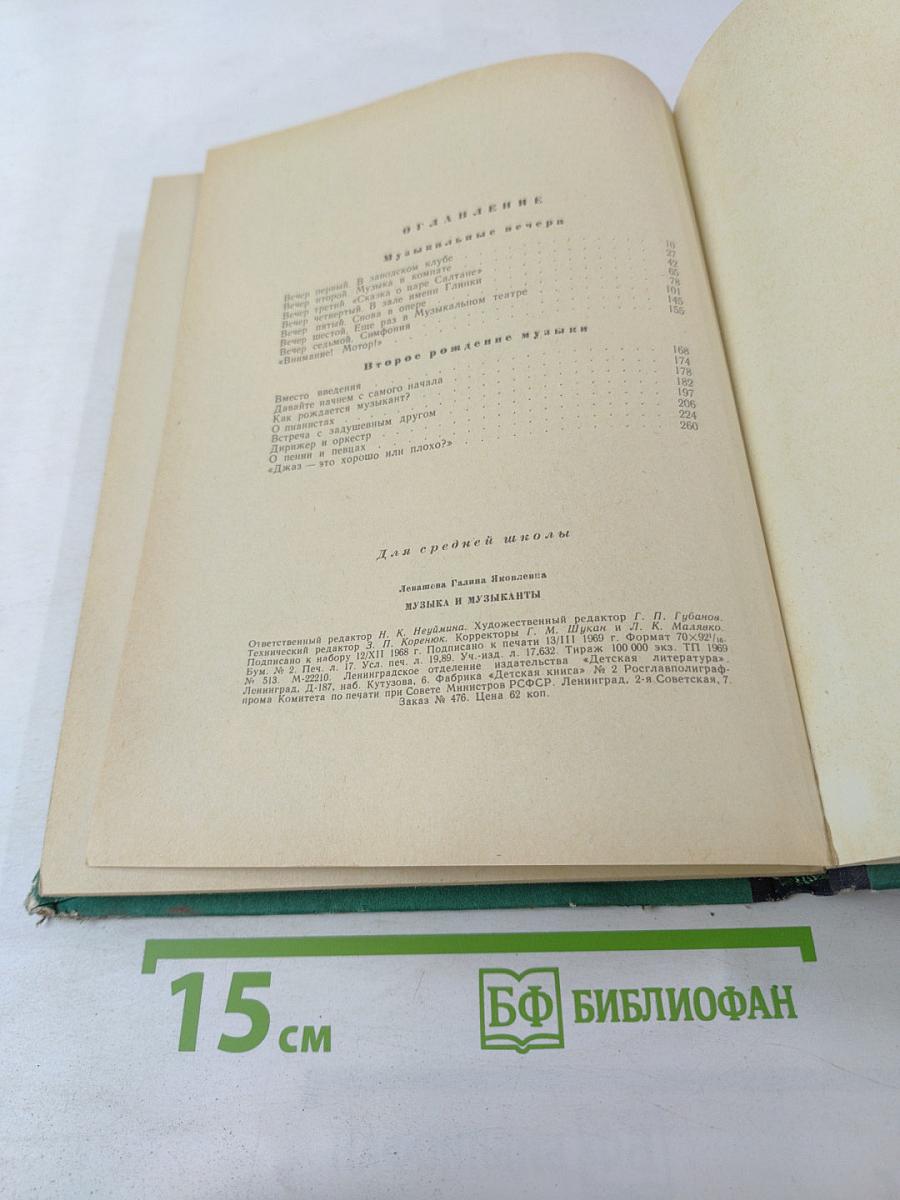 ОГЛАВЛЕНИЕ
Музыкальные вечера
Вечер первый. В заводском клубе 10
Вечер второй. Музыка в комнате 27
Вечер третий. «Сказка о царе Салтане» 42
Вечер четвертый. В зале имени Глинки 65
Вечер пятый. Снова в опере 78
Вечер шестой. Еще раз в Музыкальном театре 101
Вечер седьмой. Симфония 145
«Внимание! Мотор!» 155
Второе рождение музыки
Вместо введения 168
Давайте начнем с самого начала 174
Как рождается музыкант? 178
О пианистах 182
Встреча с задушевным другом 197
Дирижер и оркестр 206
О пении и певцах 224
«Джаз — это хорошо или плохо?» 260
Для средней школы
Левашева Галина Яковлевна
МУЗЫКА И МУЗЫКАНТЫ
Ответственный редактор Н. К. Неуймина. Художественный редактор Г. П. Губанов.
Технический редактор З. П. Коренюк. Корректоры Г. М. Шукан и Л. К. Малявко.
Подписано к набору 12/XII 1968 г. Подписано к печати 13/III 1969 г. Формат 70×92¹/₁₆.
Бум. № 2. Печ. л. 17. Усл. печ. л. 19,89. Уч.-изд. л. 17,632. Тираж 100 000 экз. ТП 1969
№ 513. М-22210. Ленинградское отделение издательства «Детская литература».
Ленинград, Д-187, наб. Кутузова, 6. Фабрика «Детская книга» № 2 Росглавполиграф-
прома Комитета по печати при Совете Министров РСФСР. Ленинград, 2-я Советская, 7.
Заказ № 476. Цена 62 коп.
15 см
БФ БИБЛИОФАН